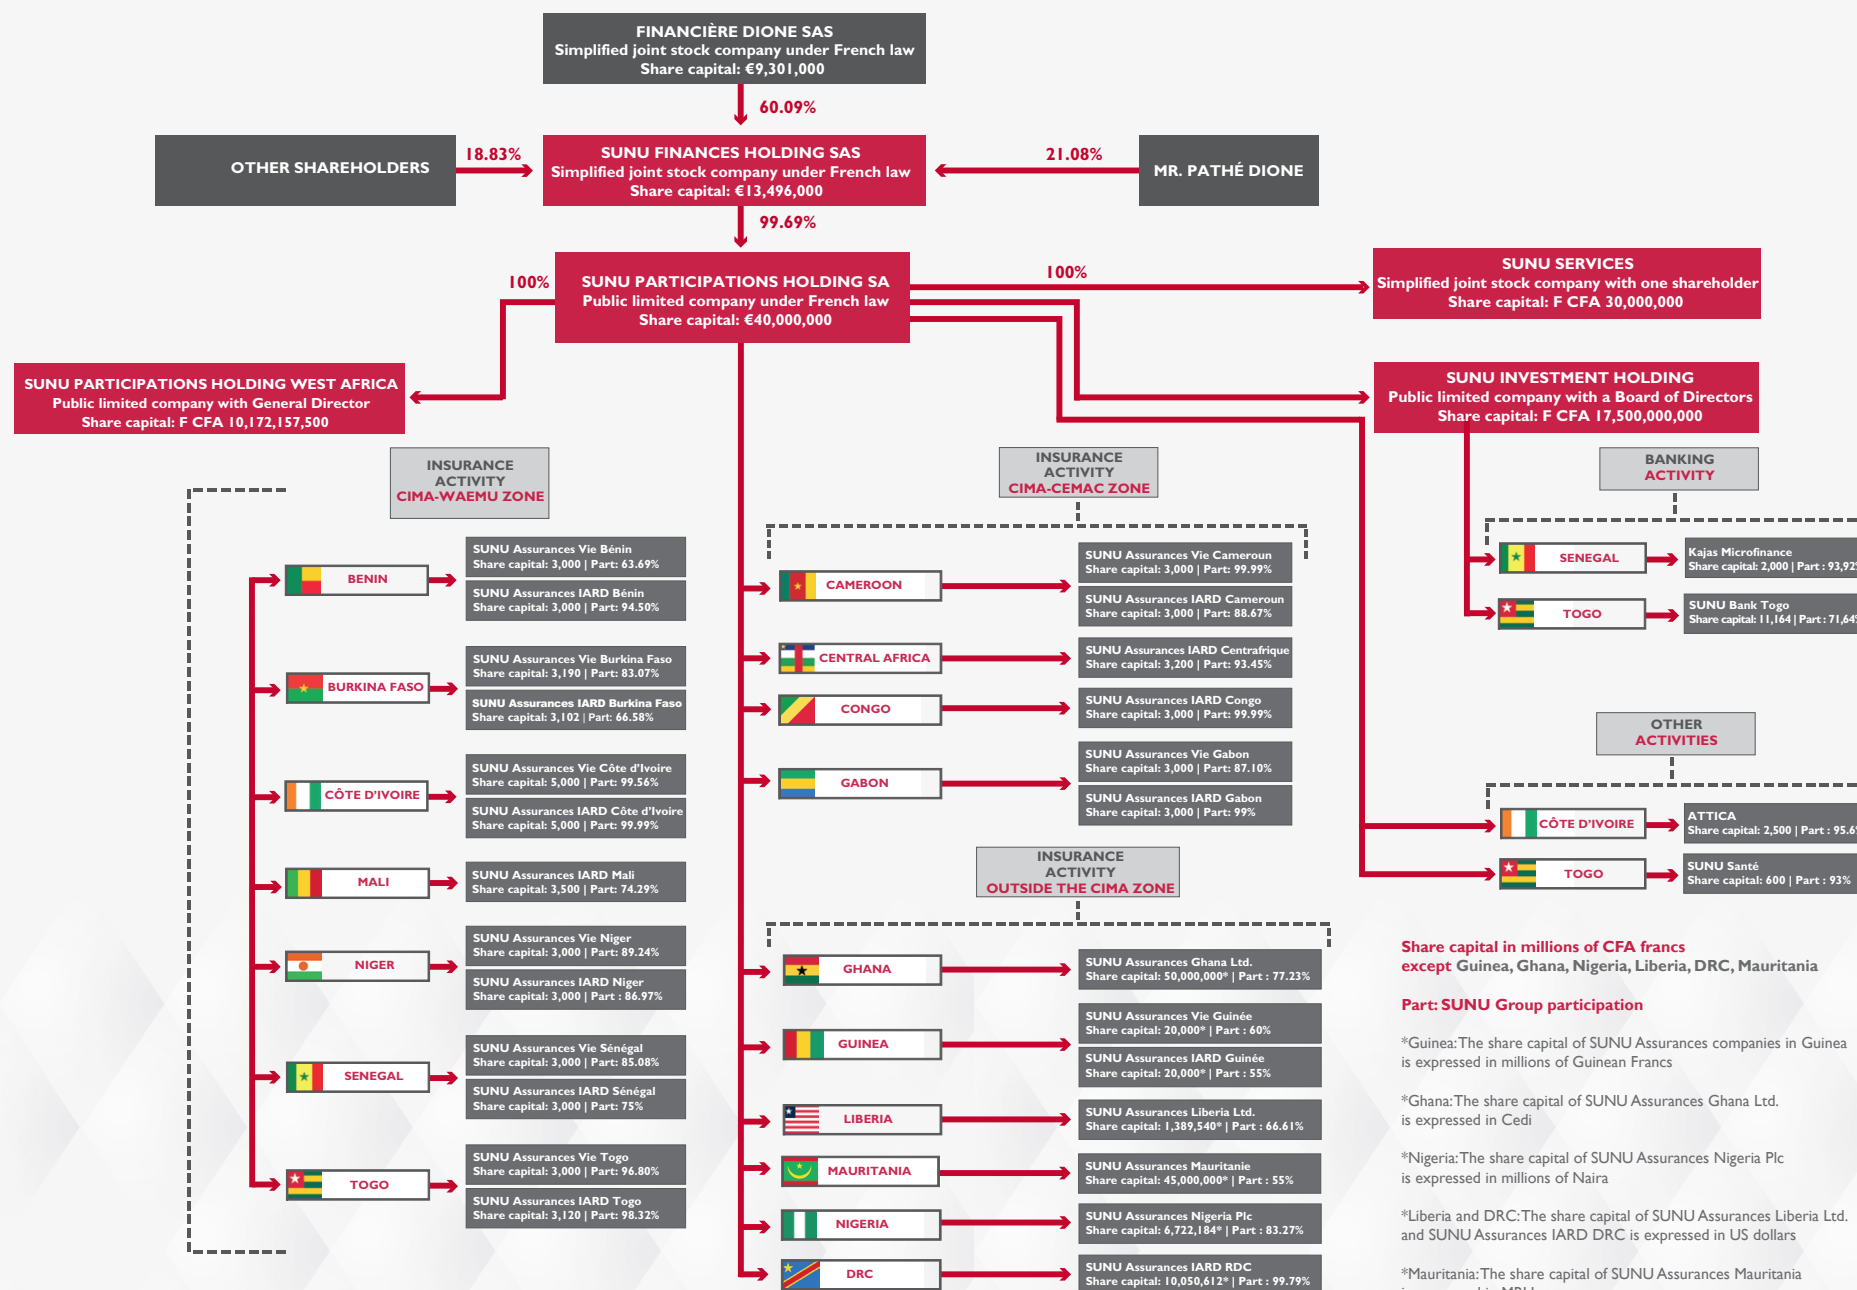 FINANCIÈRE DIONE SAS
Simplified joint stock company under French law
Share capital: €9,301,000
60.09%
OTHER SHAREHOLDERS
18.83%
SUNU FINANCES HOLDING SAS
Simplified joint stock company under French law
Share capital: €13,496,000
21.08%
MR. PATHÉ DIONE
99.69%
100%
SUNU PARTICIPATIONS HOLDING SA
Public limited company under French law
Share capital: €40,000,000
100%
SUNU SERVICES
Simplified joint stock company with one shareholder
Share capital: F CFA 30,000,000
SUNU PARTICIPATIONS HOLDING WEST AFRICA
Public limited company with General Director
Share capital: F CFA 10,172,157,500
SUNU INVESTMENT HOLDING
Public limited company with a Board of Directors
Share capital: F CFA 17,500,000,000
INSURANCE
ACTIVITY
CIMA-WAEMU ZONE
BENIN
SUNU Assurances Vie Bénin
Share capital: 3,000 | Part 63.69%
SUNU Assurances IARD Bénin
Share capital: 3,000 | Part: 94.50%
BURKINA FASO
SUNU Assurances Vie Burkina Faso
Share capital: 3,190 | Part: 83.07%
SUNU Assurances IARD Burkina Faso
Share capital: 3,102 | Part: 66.58%
CÔTE D'IVOIRE
SUNU Assurances Vie Côte d'Ivoire
Share capital: 5,000 | Part: 99.56%
SUNU Assurances IARD Côte d'Ivoire
Share capital: 5,000 | Part: 99.99%
MALI
SUNU Assurances IARD Mali
Share capital: 3,500 | Part: 74.29%
NIGER
SUNU Assurances Vie Niger
Share capital: 3,000 | Part: 89.24%
SUNU Assurances IARD Niger
Share capital: 3,000 | Part : 86.97%
SENEGAL
SUNU Assurances Vie Sénégal
Share capital: 3,000 | Part: 85.08%
SUNU Assurances IARD Sénégal
Share capital: 3,000 | Part: 75%
TOGO
SUNU Assurances Vie Togo
Share capital: 3,000 | Part: 96.80%
SUNU Assurances IARD Togo
Share capital: 3,120 | Part: 98.32%
INSURANCE
ACTIVITY
CIMA-CEMAC ZONE
CAMEROON
SUNU Assurances Vie Cameroun
Share capital: 3,000 | Part: 99.99%
SUNU Assurances IARD Cameroun
Share capital: 3,000 | Part: 88.67%
CENTRAL AFRICA
SUNU Assurances IARD Centrafrique
Share capital: 3,200 | Part: 93.45%
CONGO
SUNU Assurances IARD Congo
Share capital: 3,000 | Part: 99.99%
GABON
SUNU Assurances Vie Gabon
Share capital: 3,000 | Part: 87.10%
SUNU Assurances IARD Gabon
Share capital: 3,000 | Part: 99%
INSURANCE
ACTIVITY
OUTSIDE THE CIMA ZONE
GHANA
SUNU Assurances Ghana Ltd.
Share capital: 50,000,000* | Part : 77.23%
GUINEA
SUNU Assurances Vie Guinée
Share capital: 20,000* | Part : 60%
SUNU Assurances IARD Guinée
Share capital: 20,000* | Part : 55%
LIBERIA
SUNU Assurances Liberia Ltd.
Share capital: 1,389,540* | Part : 66.61%
MAURITANIA
SUNU Assurances Mauritanie
Share capital: 45,000,000* | Part : 55%
NIGERIA
SUNU Assurances Nigeria Plc
Share capital: 6,722,184* | Part : 83.27%
DRC
SUNU Assurances IARD RDC
Share capital: 10,050,612* | Part : 99.79%
BANKING
ACTIVITY
SENEGAL
Kajas Microfinance
Share capital: 2,000 | Part : 93,92%
TOGO
SUNU Bank Togo
Share capital: 11,164 | Part : 71,64%
OTHER
ACTIVITIES
CÔTE D'IVOIRE
ATTICA
Share capital: 2,500 | Part : 95.6%
TOGO
SUNU Santé
Share capital: 600 | Part : 93%
Share capital in millions of CFA francs
except Guinea, Ghana, Nigeria, Liberia, DRC, Mauritania
Part: SUNU Group participation
*Guinea: The share capital of SUNU Assurances companies in Guinea
is expressed in millions of Guinean Francs
*Ghana: The share capital of SUNU Assurances Ghana Ltd.
is expressed in Cedi
*Nigeria: The share capital of SUNU Assurances Nigeria Plc
is expressed in millions of Naira
*Liberia and DRC: The share capital of SUNU Assurances Liberia Ltd.
and SUNU Assurances IARD DRC is expressed in US dollars
*Mauritania: The share capital of SUNU Assurances Mauritania